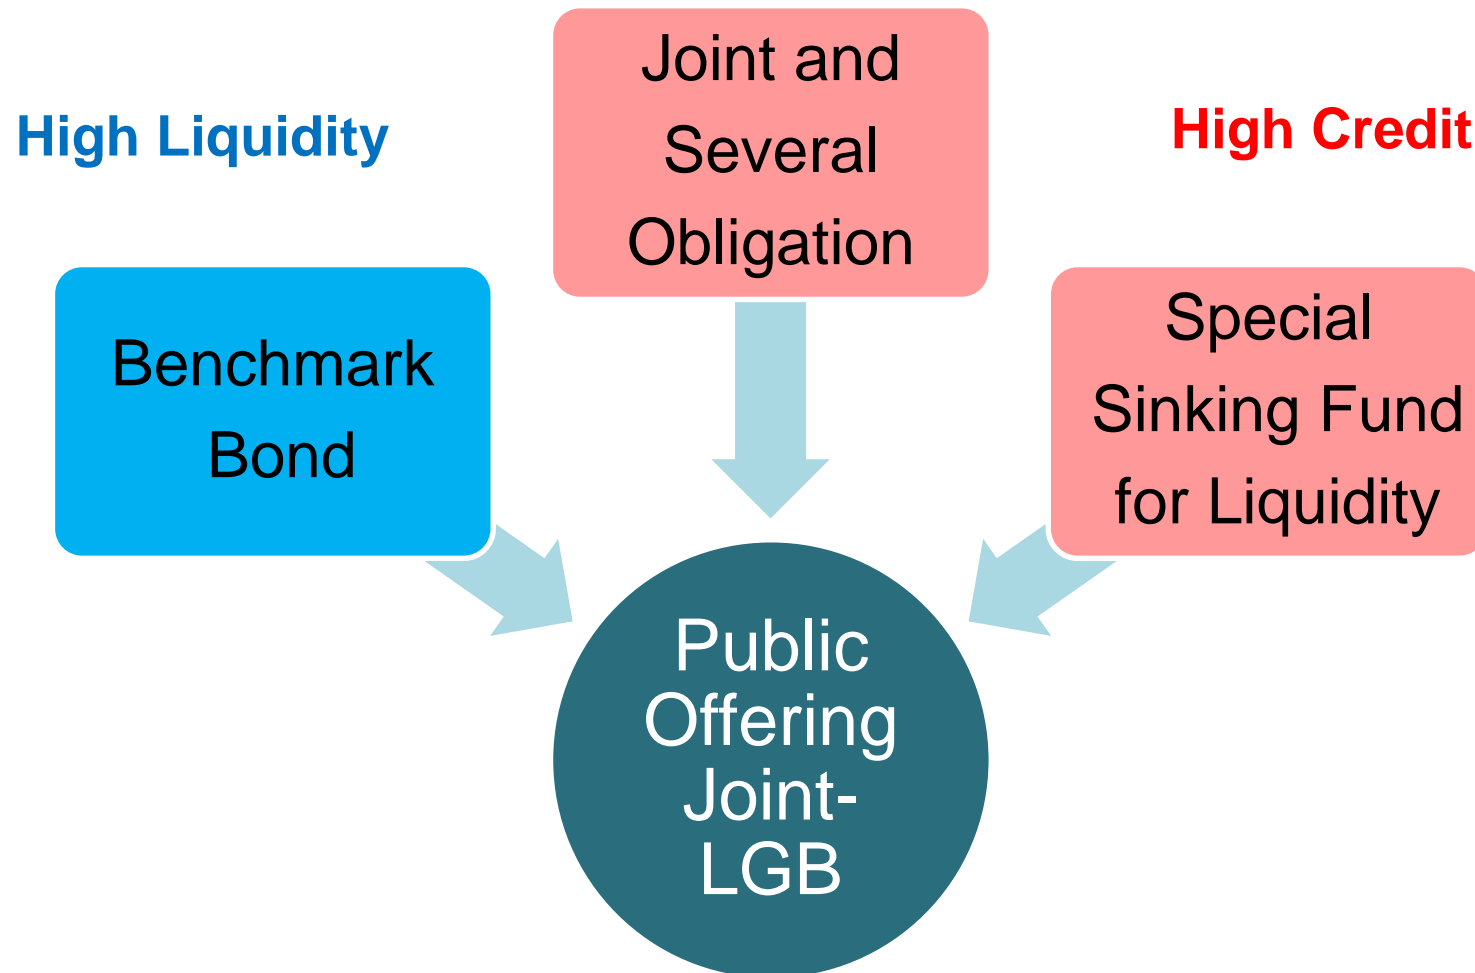 High Liquidity
Joint and
Several
Obligation
High Credit
Benchmark
Bond
Special
Sinking Fund
for Liquidity
Public
Offering
Joint-
LGB